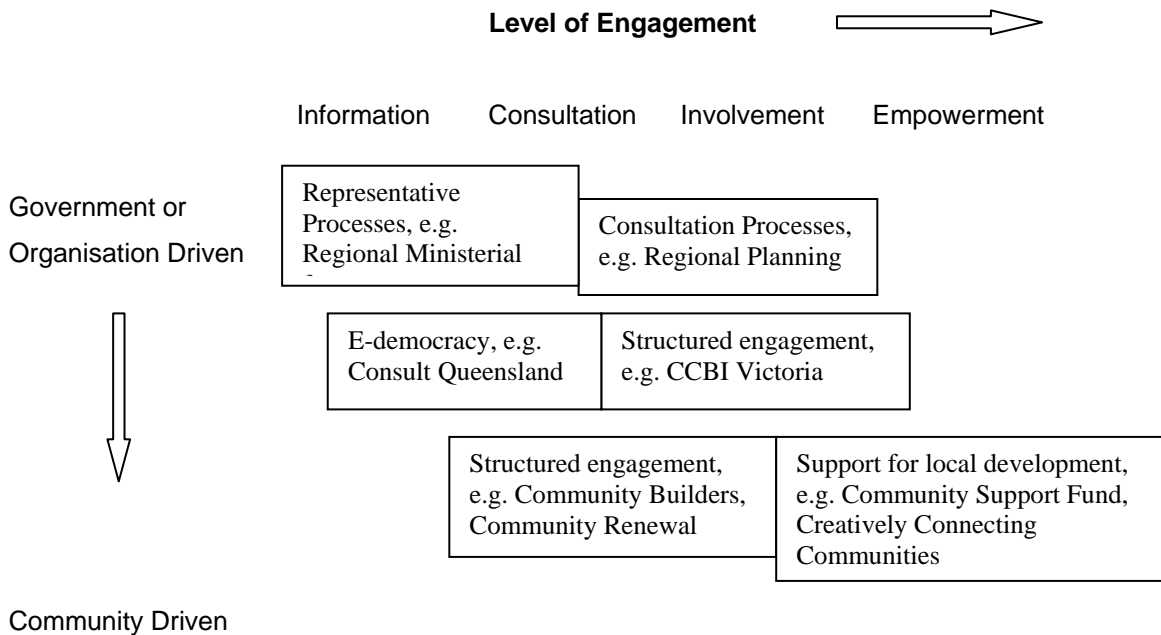 Level of Engagement
Information Consultation Involvement Empowerment
Government or
Organisation Driven
Representative
Processes, e.g.
Regional Ministerial
Consultation Processes,
e.g. Regional Planning
E-democracy, e.g.
Consult Queensland
Structured engagement,
e.g. CCBI Victoria
Structured engagement,
e.g. Community Builders,
Community Renewal
Support for local development,
e.g. Community Support Fund,
Creatively Connecting
Communities
Community Driven